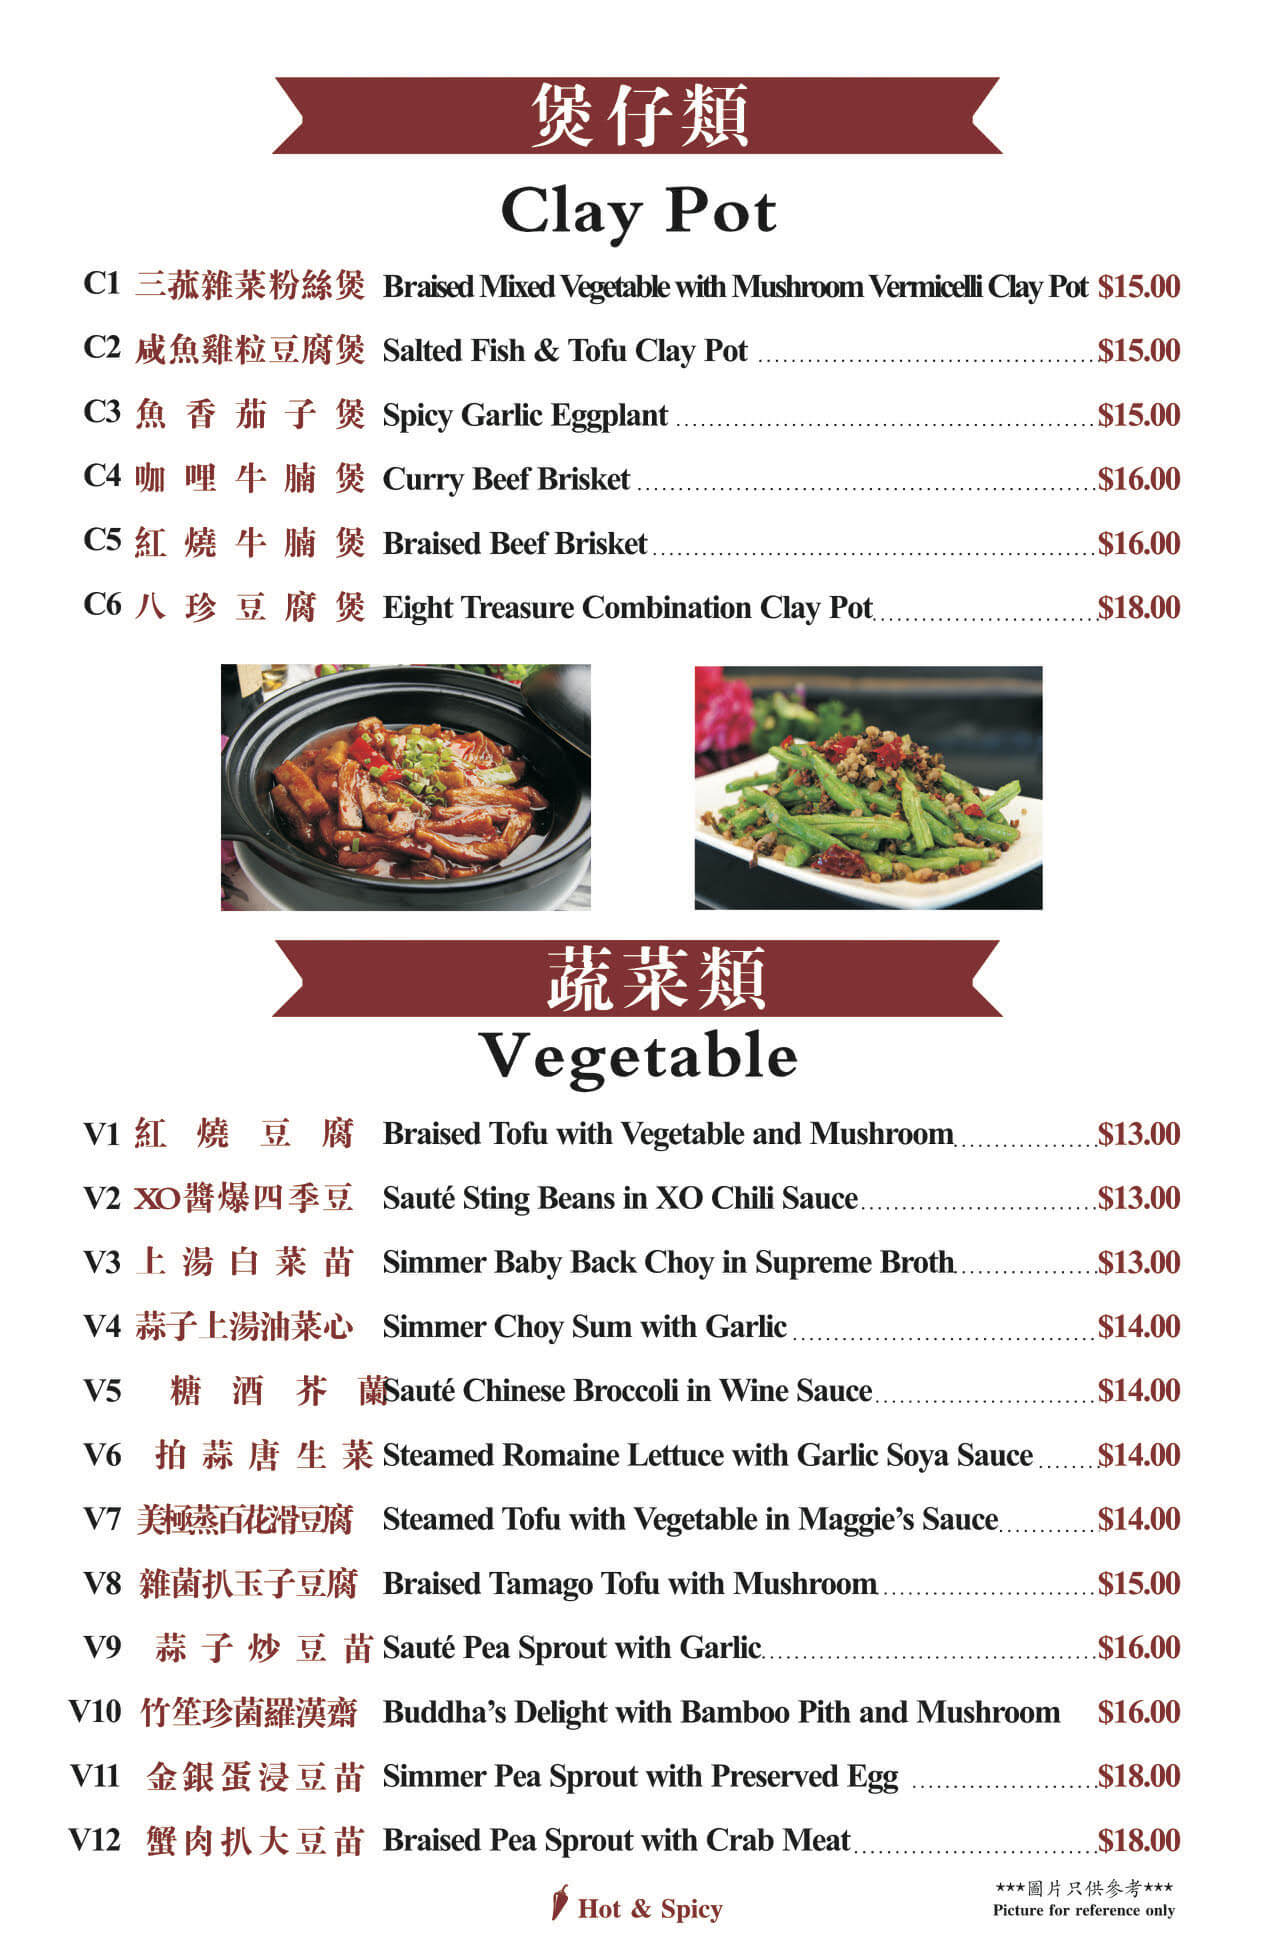 煲仔類
Clay Pot
C1 三菰雜菜粉絲煲 Braised Mixed Vegetable with Mushroom Vermicelli Clay Pot $15.00
C2 咸魚雞粒豆腐煲 Salted Fish & Tofu Clay Pot $15.00
C3 魚香茄子煲 Spicy Garlic Eggplant $15.00
C4 咖哩牛腩煲 Curry Beef Brisket $16.00
C5 紅燒牛腩煲 Braised Beef Brisket $16.00
C6 八珍豆腐煲 Eight Treasure Combination Clay Pot $18.00
蔬菜類
Vegetable
V1 紅燒豆腐 Braised Tofu with Vegetable and Mushroom $13.00
V2 XO醬爆四季豆 Sauté Sting Beans in XO Chili Sauce $13.00
V3 上湯白菜苗 Simmer Baby Back Choy in Supreme Broth $13.00
V4 蒜子上湯油菜心 Simmer Choy Sum with Garlic $14.00
V5 糖酒芥蘭 Sauté Chinese Broccoli in Wine Sauce $14.00
V6 拍蒜唐生菜 Steamed Romaine Lettuce with Garlic Soya Sauce $14.00
V7 美極蒸百花滑豆腐 Steamed Tofu with Vegetable in Maggie’s Sauce $14.00
V8 雜菌扒玉子豆腐 Braised Tamago Tofu with Mushroom $15.00
V9 蒜子炒豆苗 Sauté Pea Sprout with Garlic $16.00
V10 竹笙珍菌羅漢齋 Buddha’s Delight with Bamboo Pith and Mushroom $16.00
V11 金銀蛋浸豆苗 Simmer Pea Sprout with Preserved Egg $18.00
V12 蟹肉扒大豆苗 Braised Pea Sprout with Crab Meat $18.00
Hot & Spicy
***圖片只供參考***
Picture for reference only